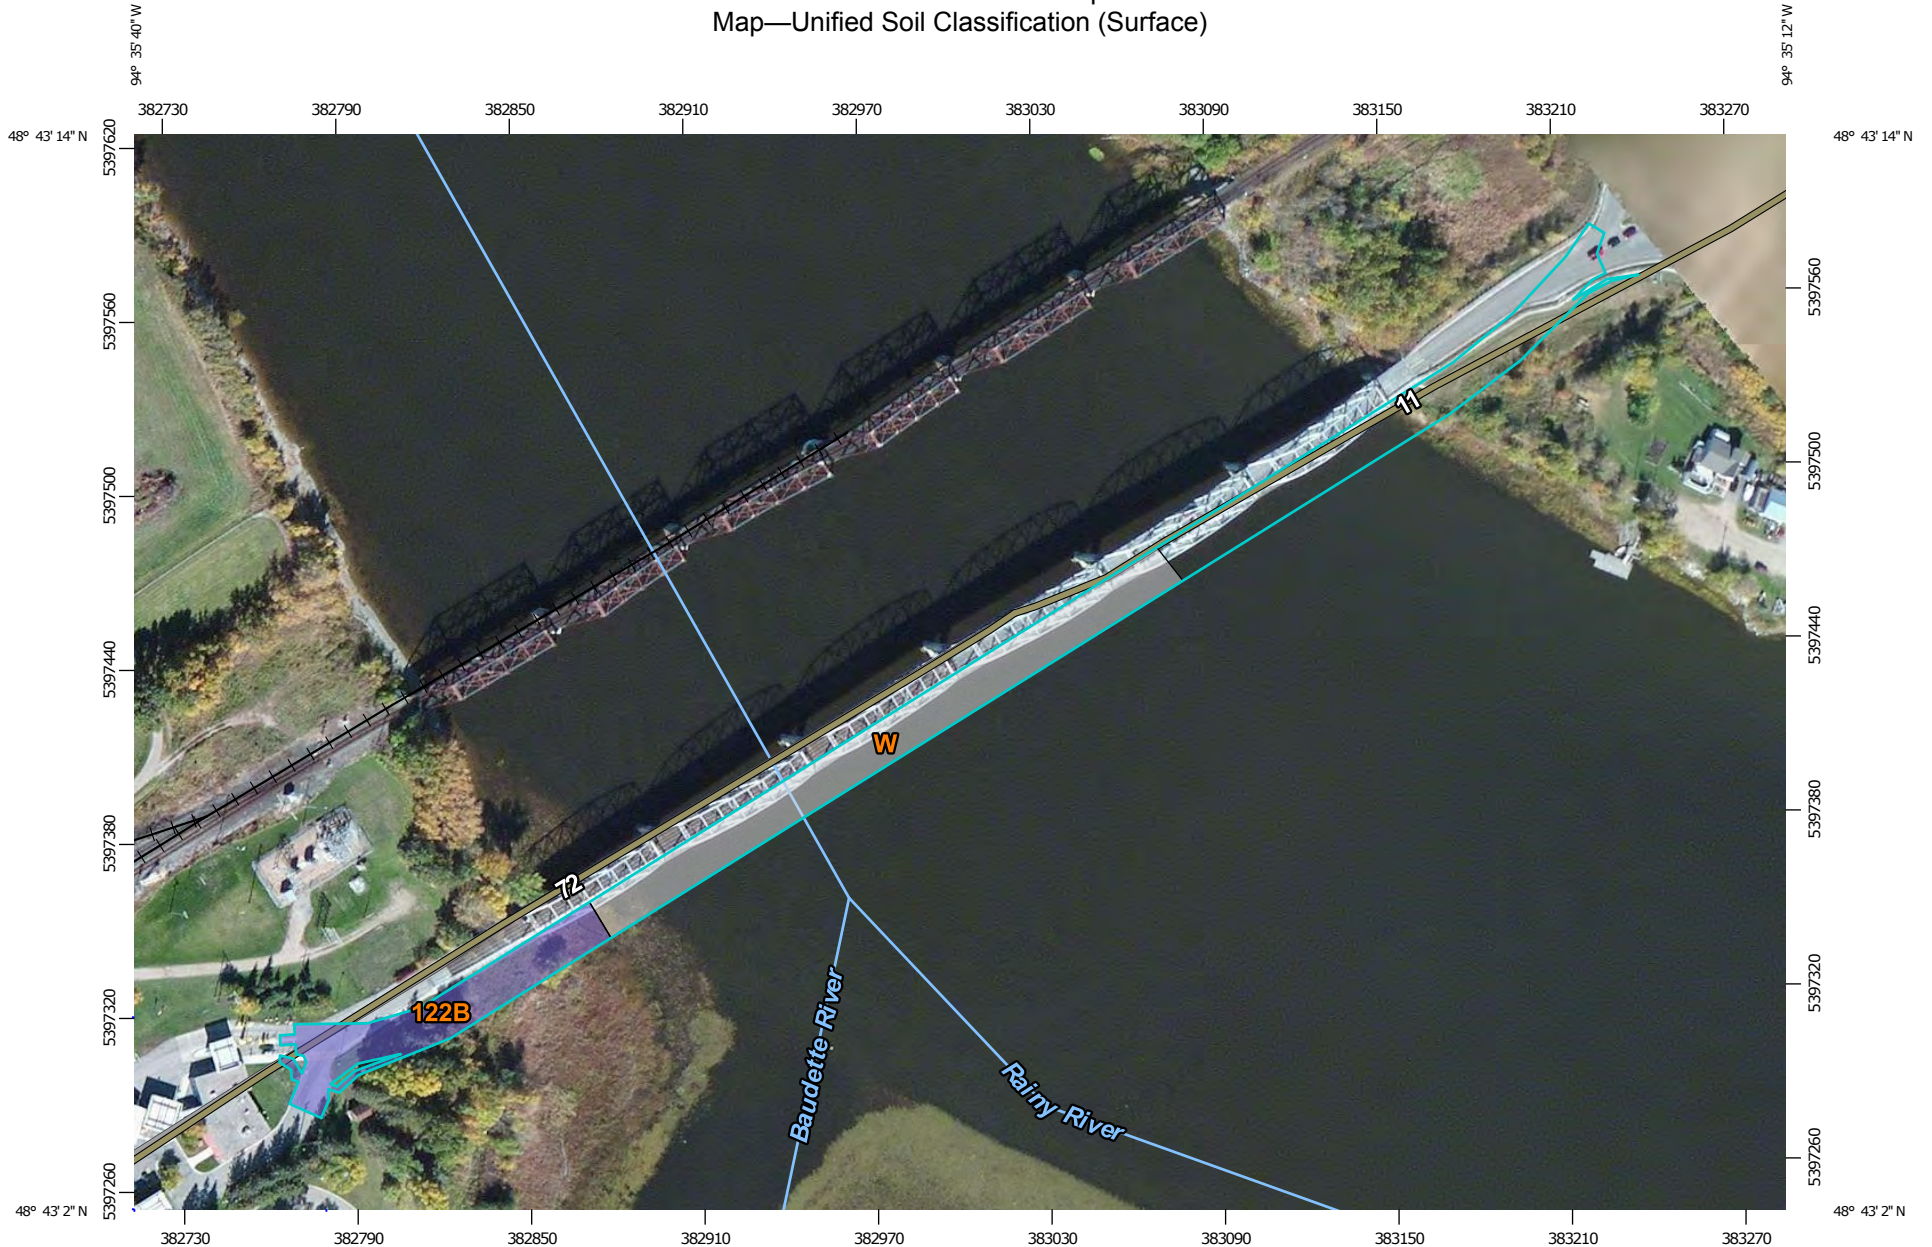 Map—Unified Soil Classification (Surface)
94° 35' 40" W
94° 35' 12" W
382730 382790 382850 382910 382970 383030 383090 383150 383210 383270
48° 43' 14" N
48° 43' 14" N
5397620
5397560
5397500
5397440
5397380
5397320
5397260
5397560
5397500
5397440
5397380
5397320
5397260
11
W
72
122B
Baudette-River
Rainy-River
48° 43' 2" N
48° 43' 2" N
382730 382790 382850 382910 382970 383030 383090 383150 383210 383270